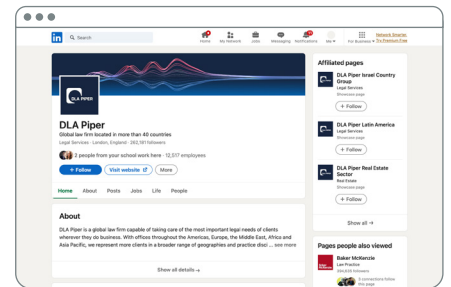 in
Search
Home
My Network
Jobs
Messaging
Notifications
Me
For Business
Network Smarter,
Try Premium Free
DLA PIPER
DLA Piper
Global law firm located in more than 40 countries
Legal Services · London, England · 282,181 followers
2 people from your school work here · 12,517 employees
+ Follow
Visit website
More
Home
About
Posts
Jobs
Life
People
About
DLA Piper is a global law firm capable of taking care of the most important legal needs of clients
wherever they do business. With offices throughout the Americas, Europe, the Middle East, Africa and
Asia Pacific, we represent more clients in a broader range of geographies and practice disci ... see more
Show all details →
Affiliated pages
DLA Piper Israel Country
Group
Legal Services
Showcase page
+ Follow
DLA Piper Latin America
Legal Services
Showcase page
+ Follow
DLA Piper Real Estate
Sector
Real Estate
Showcase page
+ Follow
Show all →
Pages people also viewed
Baker McKenzie
Law Practice
followers
connections follow
this page